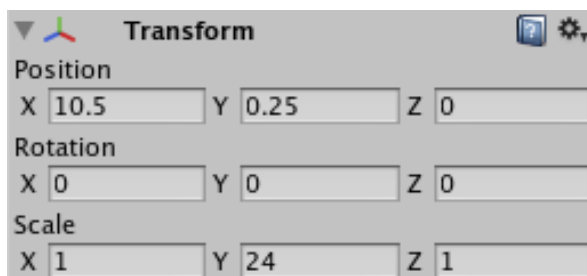 Transform
Position
X 10.5 Y 0.25 Z 0
Rotation
X 0 Y 0 Z 0
Scale
X 1 Y 24 Z 1